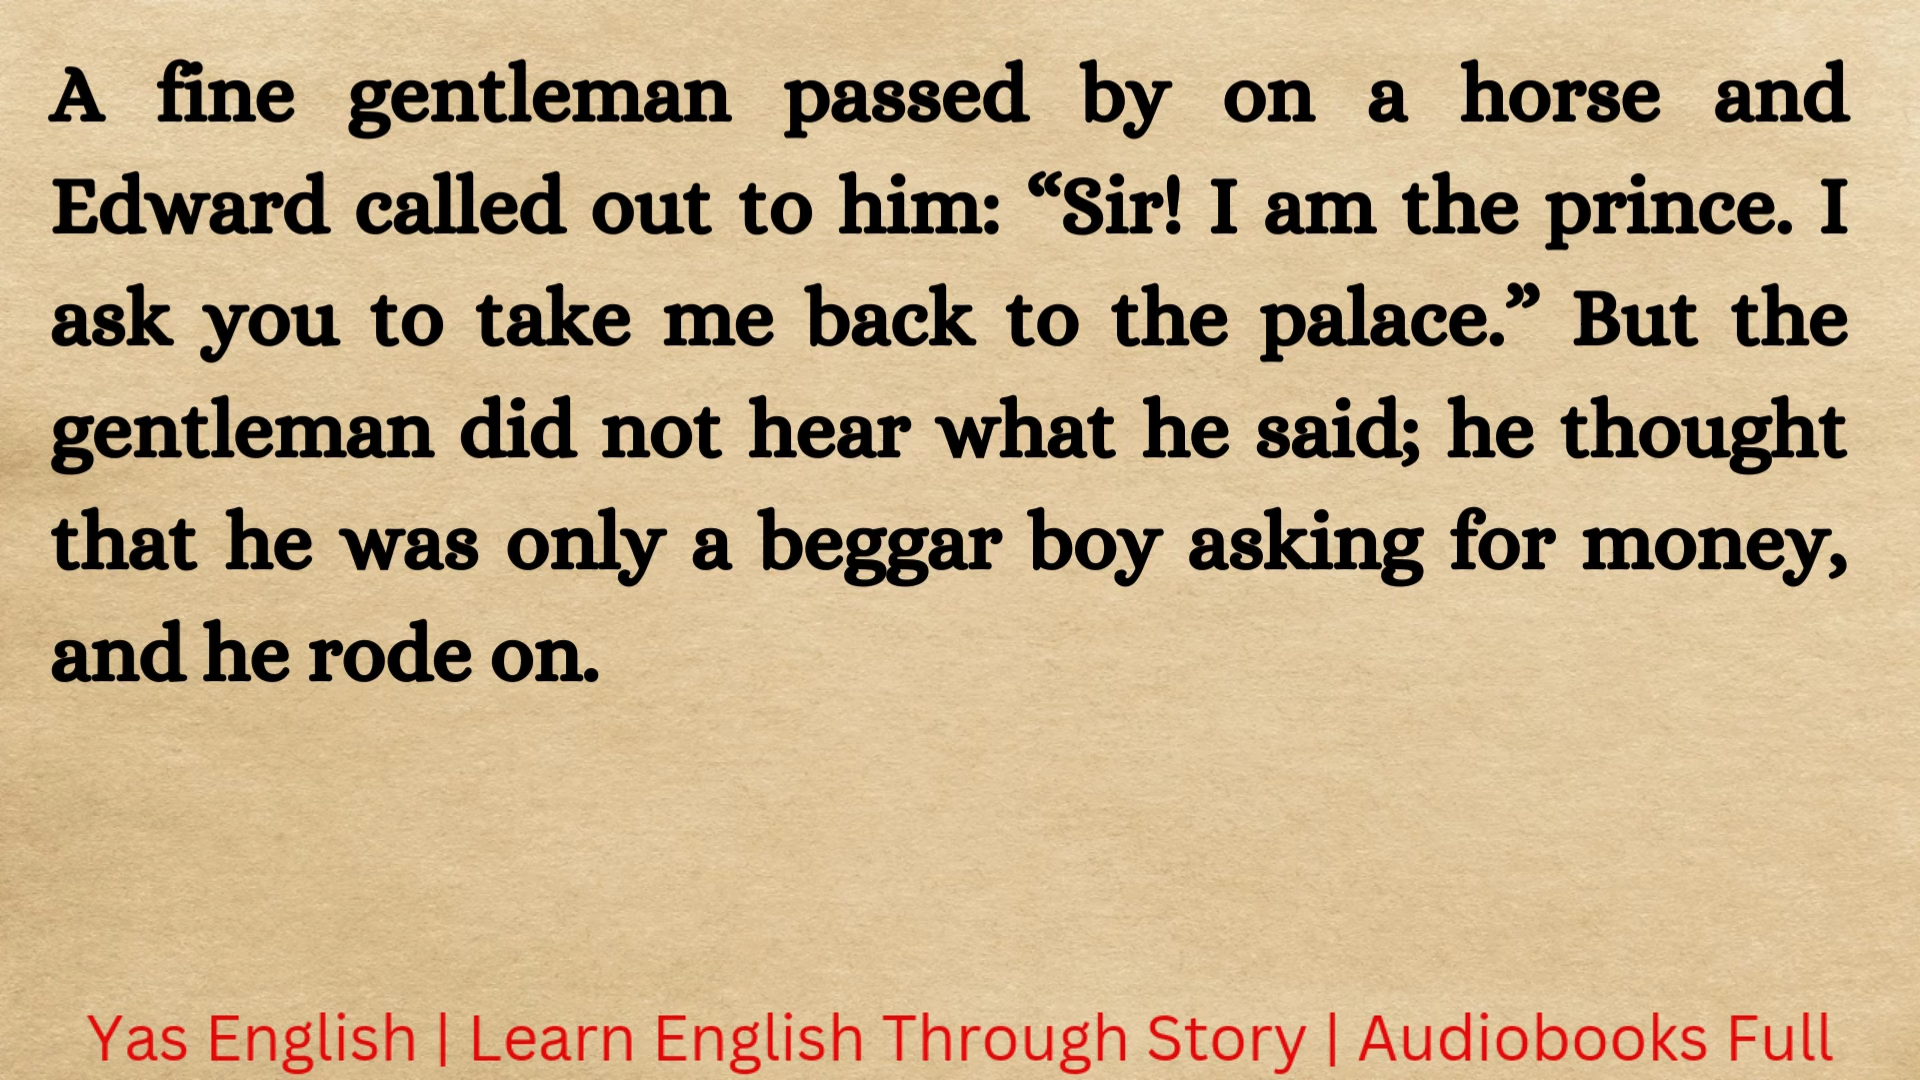 A fine gentleman passed by on a horse and
Edward called out to him: “Sir! I am the prince. I
ask you to take me back to the palace.” But the
gentleman did not hear what he said; he thought
that he was only a beggar boy asking for money,
and he rode on.
Yas English | Learn English Through Story | Audiobooks Full